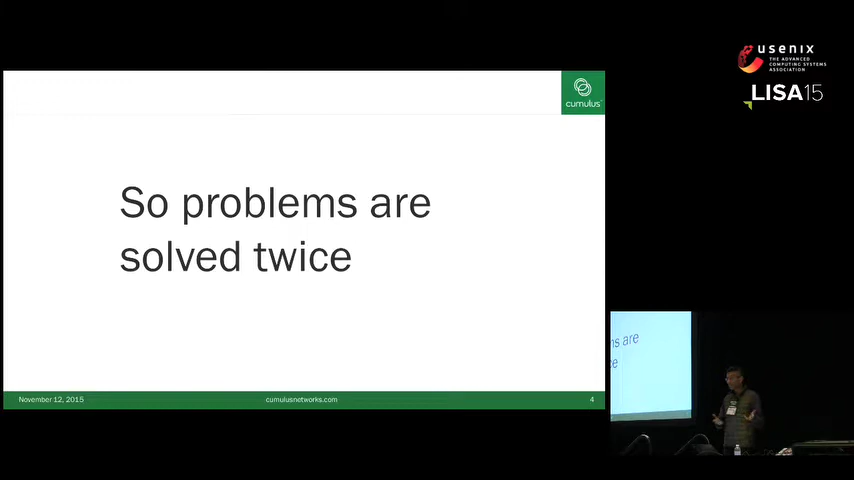 usenix
THE ADVANCED
COMPUTING SYSTEMS
ASSOCIATION
LISA15
cumulus
So problems are
solved twice
November 12, 2015
cumulusnetworks.com
4
ns are
ce